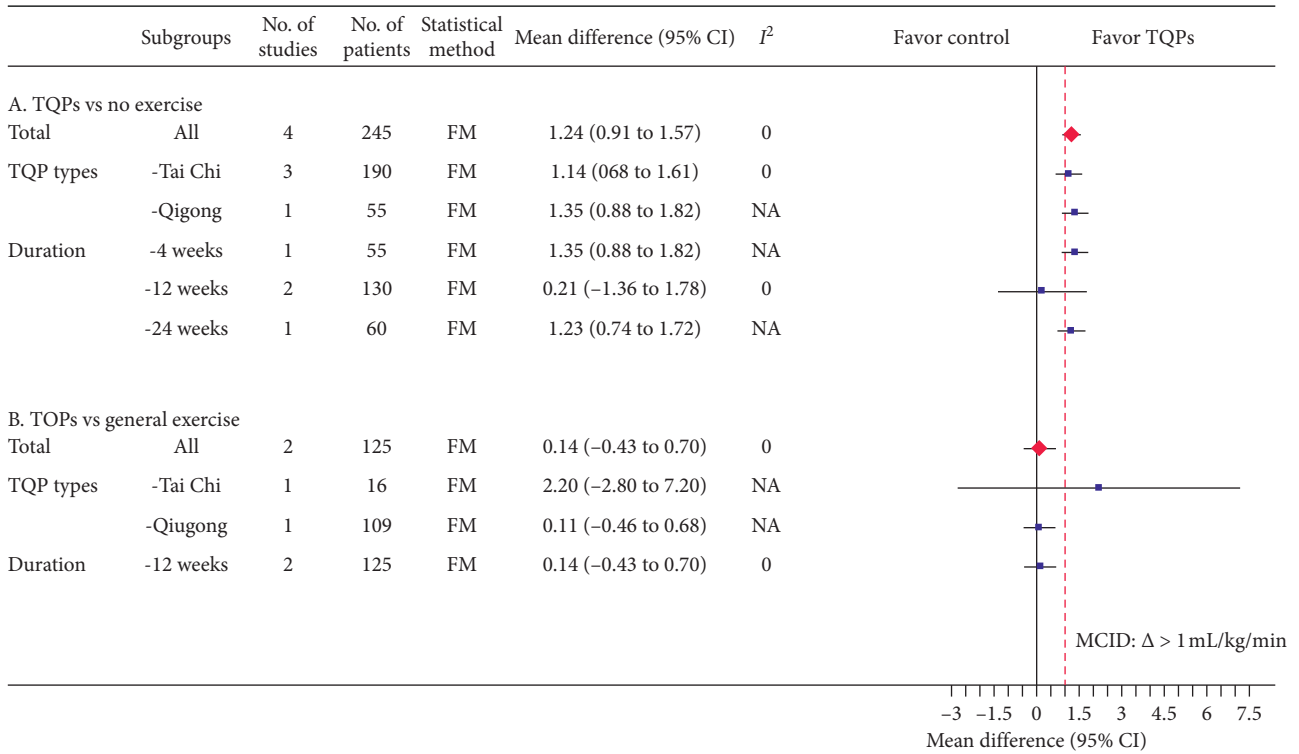 Subgroups No. of studies No. of patients Statistical method Mean difference (95% CI) I² Favor control Favor TQPs
A. TQPs vs no exercise
Total All 4 245 FM 1.24 (0.91 to 1.57) 0
TQP types -Tai Chi 3 190 FM 1.14 (068 to 1.61) 0
-Qigong 1 55 FM 1.35 (0.88 to 1.82) NA
Duration -4 weeks 1 55 FM 1.35 (0.88 to 1.82) NA
-12 weeks 2 130 FM 0.21 (–1.36 to 1.78) 0
-24 weeks 1 60 FM 1.23 (0.74 to 1.72) NA
B. TOPs vs general exercise
Total All 2 125 FM 0.14 (–0.43 to 0.70) 0
TQP types -Tai Chi 1 16 FM 2.20 (–2.80 to 7.20) NA
-Qiugong 1 109 FM 0.11 (–0.46 to 0.68) NA
Duration -12 weeks 2 125 FM 0.14 (–0.43 to 0.70) 0
MCID: Δ > 1 mL/kg/min
–3 –1.5 0 1.5 3 4.5 6 7.5
Mean difference (95% CI)